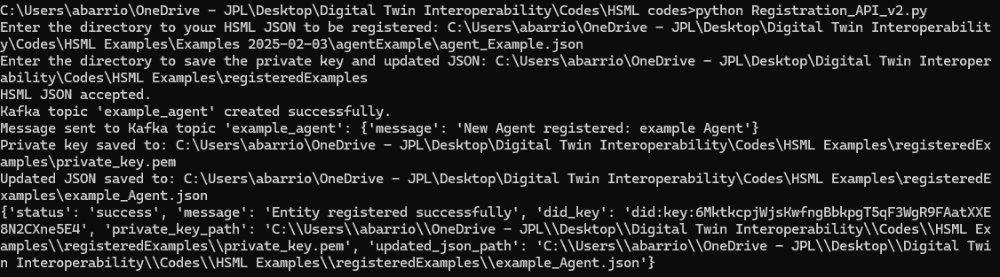 C:\Users\abarrio\OneDrive - JPL\Desktop\Digital Twin Interoperability\Codes\HSML codes>python Registration_API_v2.py
Enter the directory to your HSML JSON to be registered: C:\Users\abarrio\OneDrive - JPL\Desktop\Digital Twin Interoperabilit
y\Codes\HSML Examples\Examples 2025-02-03\agentExample\agent_Example.json
Enter the directory to save the private key and updated JSON: C:\Users\abarrio\OneDrive - JPL\Desktop\Digital Twin Interoper
ability\Codes\HSML Examples\registeredExamples
HSML JSON accepted.
Kafka topic 'example_agent' created successfully.
Message sent to Kafka topic 'example_agent': {'message': 'New Agent registered: example Agent'}
Private key saved to: C:\Users\abarrio\OneDrive - JPL\Desktop\Digital Twin Interoperability\Codes\HSML Examples\registeredEx
amples\private_key.pem
Updated JSON saved to: C:\Users\abarrio\OneDrive - JPL\Desktop\Digital Twin Interoperability\Codes\HSML Examples\registeredE
xamples\example_Agent.json
{'status': 'success', 'message': 'Entity registered successfully', 'did_key': 'did:key:6MktkcpjWjsKwfngBbkpgT5qF3WgR9FAatXXE
8N2CXne5E4', 'private_key_path': 'C:\\Users\\abarrio\\OneDrive - JPL\\Desktop\\Digital Twin Interoperability\\Codes\\HSML Ex
amples\\registeredExamples\\private_key.pem', 'updated_json_path': 'C:\\Users\\abarrio\\OneDrive - JPL\\Desktop\\Digital Twi
n Interoperability\\Codes\\HSML Examples\\registeredExamples\\example_Agent.json'}